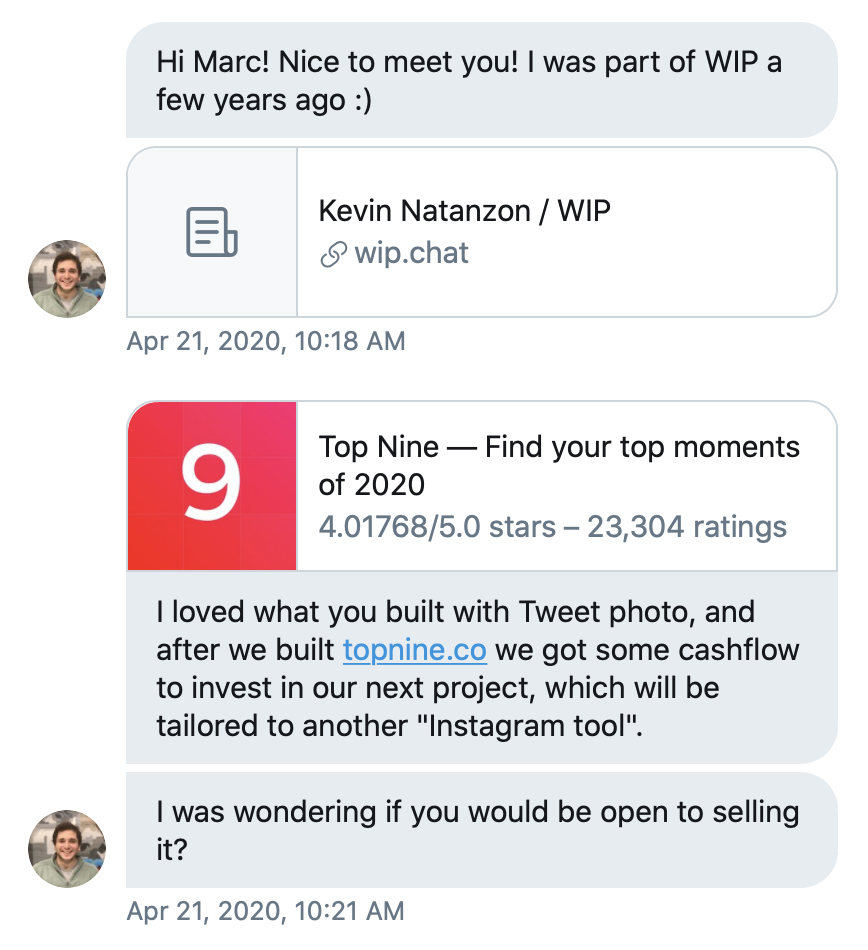 Hi Marc! Nice to meet you! I was part of WIP a
few years ago :)
Kevin Natanzon / WIP
wip.chat
Apr 21, 2020, 10:18 AM
9
Top Nine — Find your top moments
of 2020
4.01768/5.0 stars – 23,304 ratings
I loved what you built with Tweet photo, and
after we built topnine.co we got some cashflow
to invest in our next project, which will be
tailored to another "Instagram tool".
I was wondering if you would be open to selling
it?
Apr 21, 2020, 10:21 AM